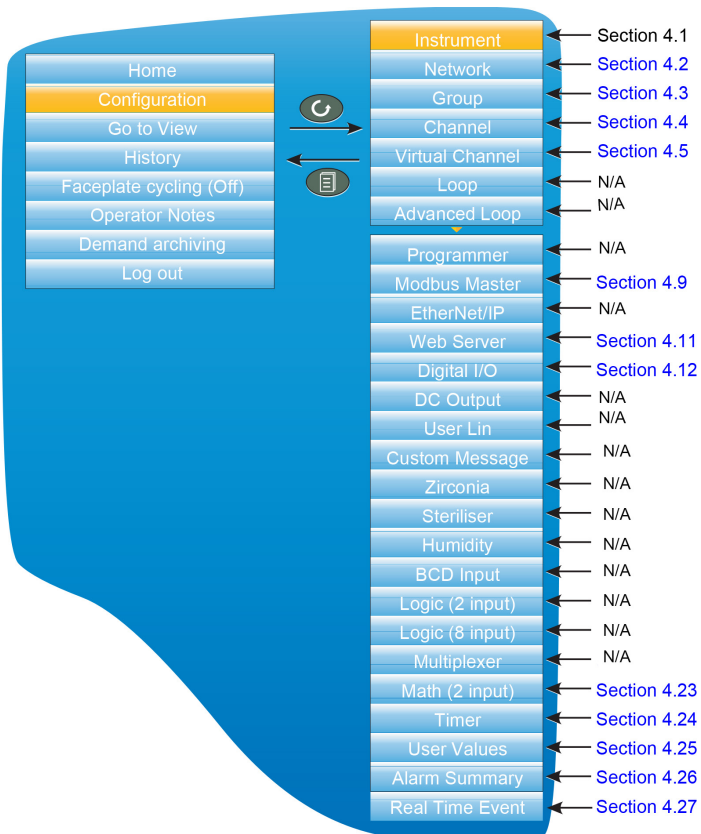 Home
Configuration
Go to View
History
Faceplate cycling (Off)
Operator Notes
Demand archiving
Log out
Instrument Section 4.1
Network Section 4.2
Group Section 4.3
Channel Section 4.4
Virtual Channel Section 4.5
Loop N/A
Advanced Loop N/A
Programmer N/A
Modbus Master Section 4.9
EtherNet/IP N/A
Web Server Section 4.11
Digital I/O Section 4.12
DC Output N/A
User Lin N/A
Custom Message N/A
Zirconia N/A
Steriliser N/A
Humidity N/A
BCD Input N/A
Logic (2 input) N/A
Logic (8 input) N/A
Multiplexer N/A
Math (2 input) Section 4.23
Timer Section 4.24
User Values Section 4.25
Alarm Summary Section 4.26
Real Time Event Section 4.27